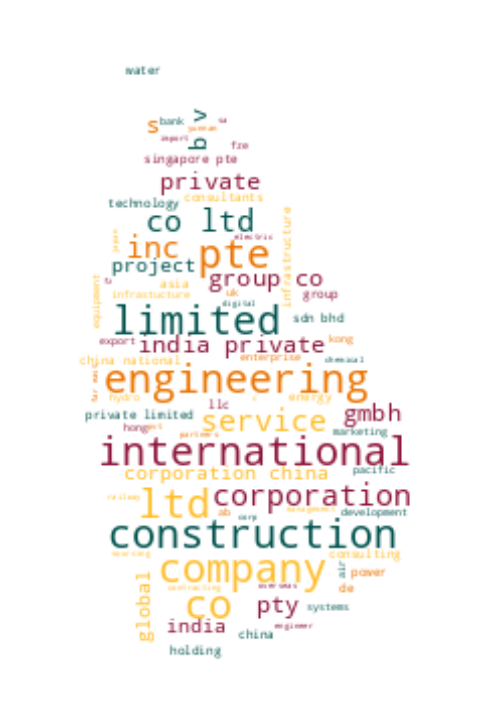 water
s bank
b v
import
fze
singapore pte
private
consultants
technology
co ltd
infrastructure
electric
inc pte
project
group co
asia
equipment
infrastucture
uk group
digital
limited sdn bhd
export india private kong
china national enterprise chemical
engineering
hydro energy
llc
private limited service gmbh
hong marketing
partners
international
corporation china pacific
railway
ltd corporation
ab corp management development
construction
sourcing consulting
company air power
contracting overseas de
global
co pty systems
india engineer
china
holding